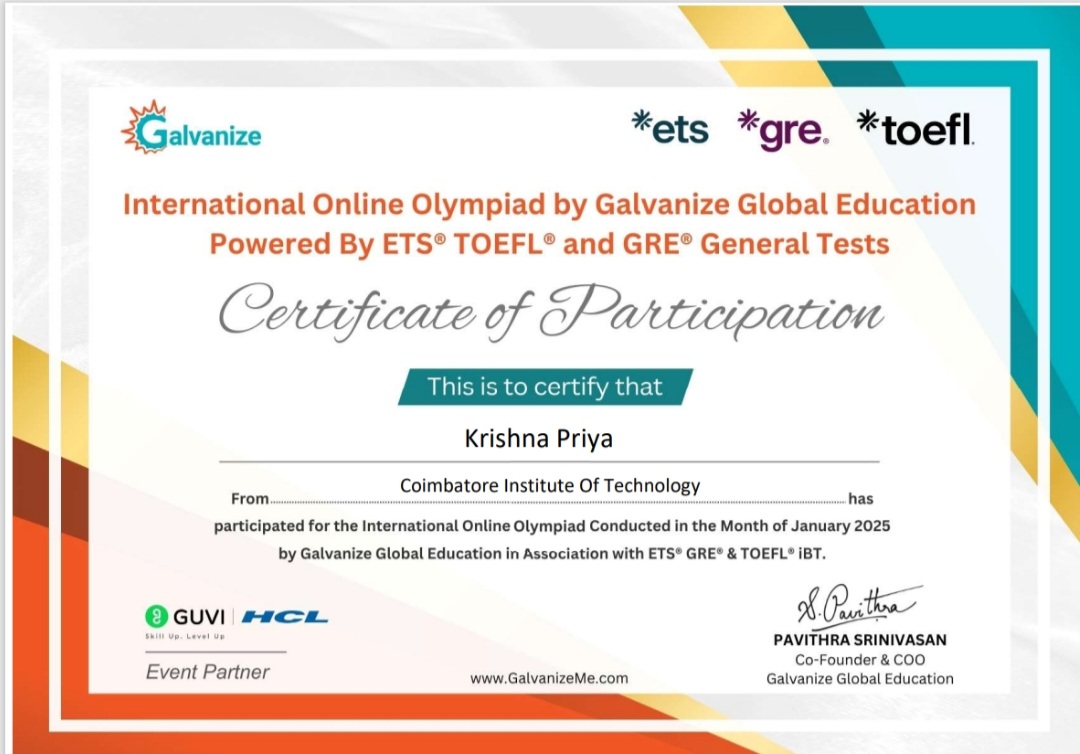 Galvanize
*ets *gre® *toefl.
International Online Olympiad by Galvanize Global Education
Powered By ETS® TOEFL® and GRE® General Tests
Certificate of Participation
This is to certify that
Krishna Priya
Coimbatore Institute Of Technology
From has
participated for the International Online Olympiad Conducted in the Month of January 2025
by Galvanize Global Education in Association with ETS® GRE® & TOEFL® iBT.
GUVI | HCL
Skill Up. Level Up
Event Partner
S. Pavithra
PAVITHRA SRINIVASAN
Co-Founder & COO
Galvanize Global Education
www.GalvanizeMe.com